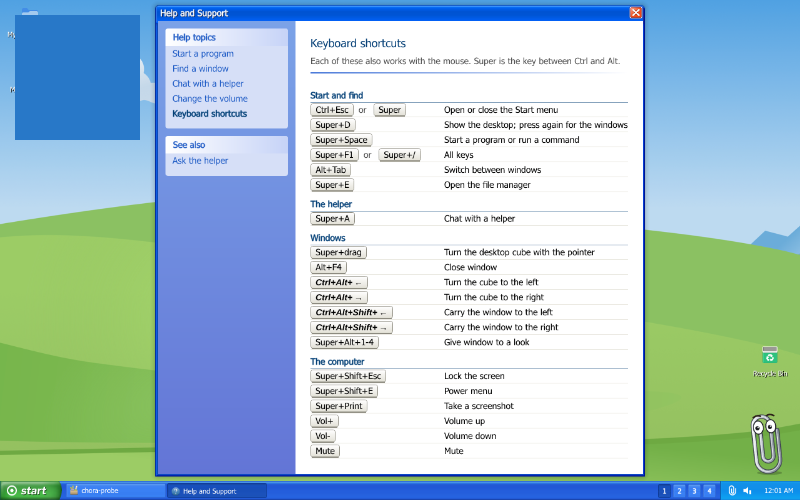 Help and Support
Help topics
Start a program
Find a window
Chat with a helper
Change the volume
Keyboard shortcuts
See also
Ask the helper
Keyboard shortcuts
Each of these also works with the mouse. Super is the key between Ctrl and Alt.
Start and find
Ctrl+Esc or Super Open or close the Start menu
Super+D Show the desktop; press again for the windows
Super+Space Start a program or run a command
Super+F1 or Super+/ All keys
Alt+Tab Switch between windows
Super+E Open the file manager
The helper
Super+A Chat with a helper
Windows
Super+drag Turn the desktop cube with the pointer
Alt+F4 Close window
Ctrl+Alt+ ← Turn the cube to the left
Ctrl+Alt+ → Turn the cube to the right
Ctrl+Alt+Shift+ ← Carry the window to the left
Ctrl+Alt+Shift+ → Carry the window to the right
Super+Alt+1-4 Give window to a look
The computer
Super+Shift+Esc Lock the screen
Super+Shift+E Power menu
Super+Print Take a screenshot
Vol+ Volume up
Vol- Volume down
Mute Mute
Recycle Bin
start chora-probe Help and Support 1 2 3 4 12:01 AM